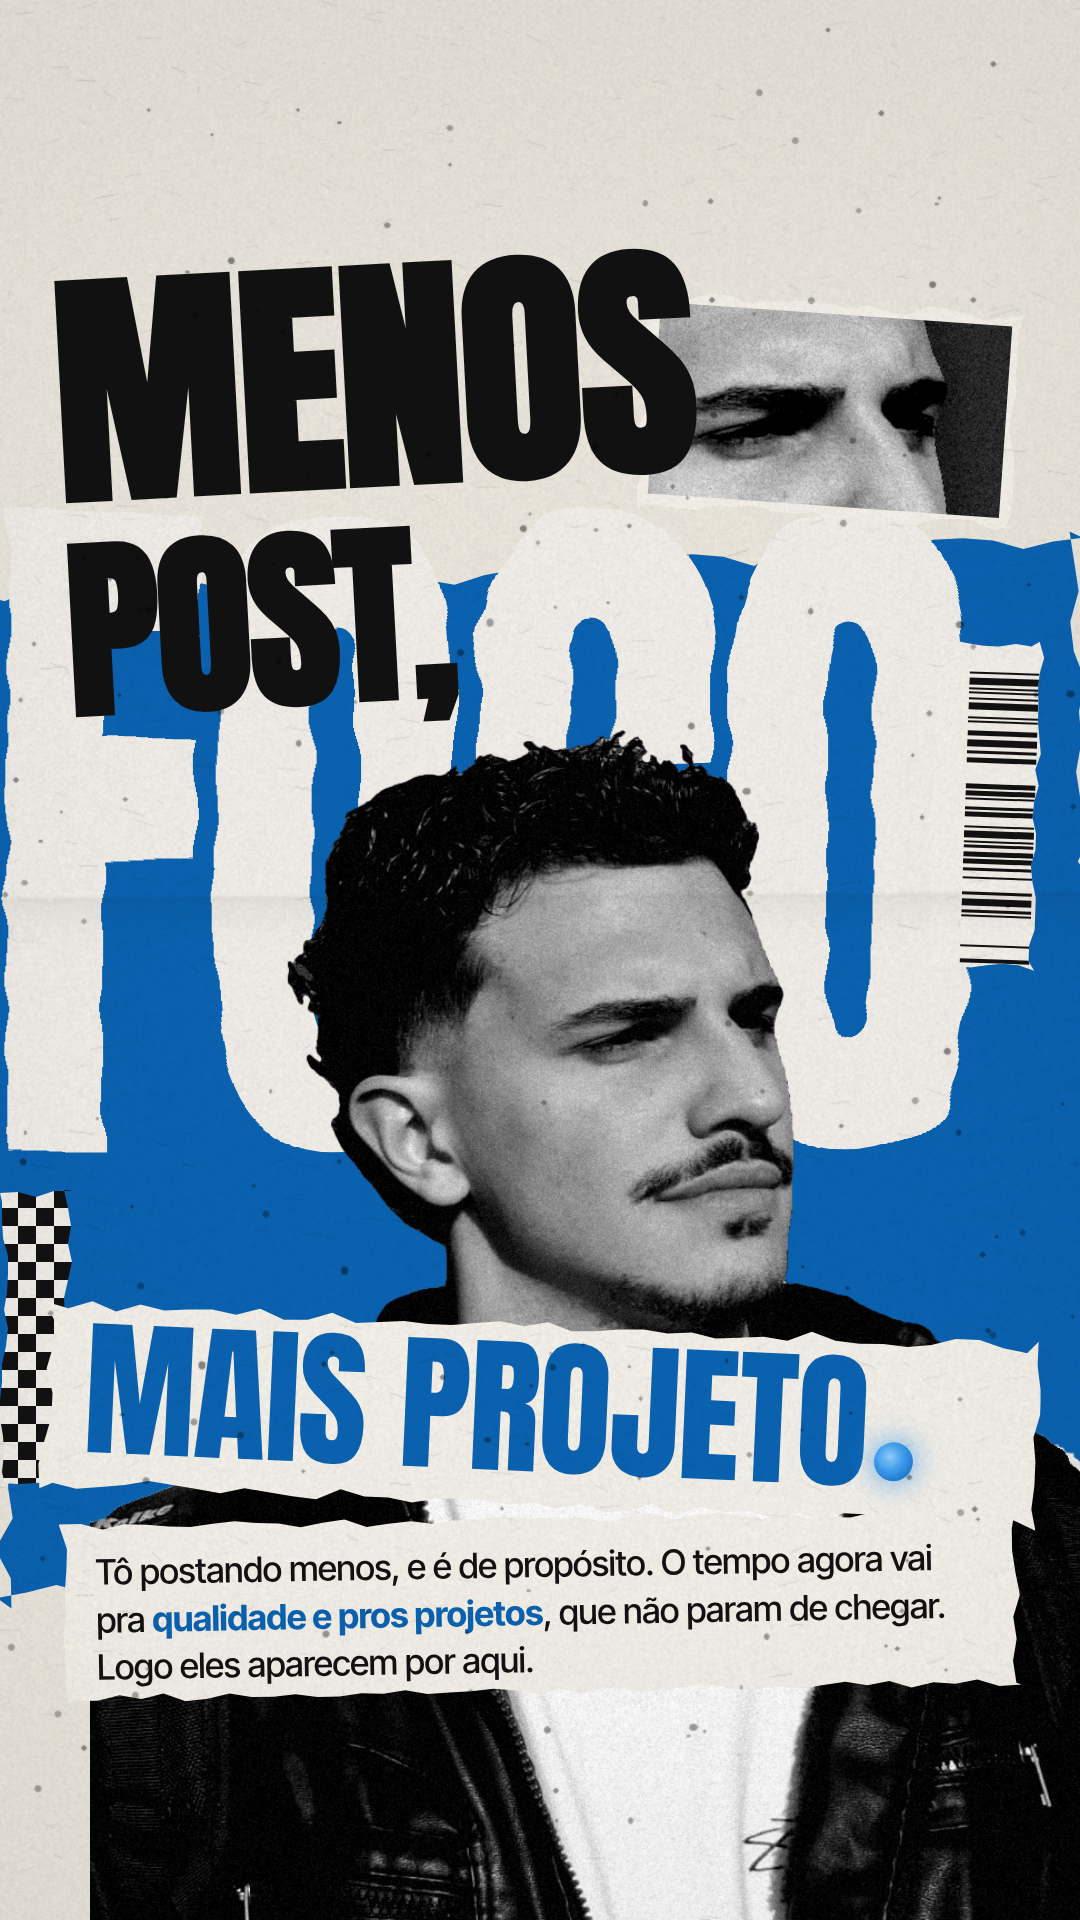 MENOS
POST,
FOCO
MAIS PROJETO.
Tô postando menos, e é de propósito. O tempo agora vai
pra qualidade e pros projetos, que não param de chegar.
Logo eles aparecem por aqui.